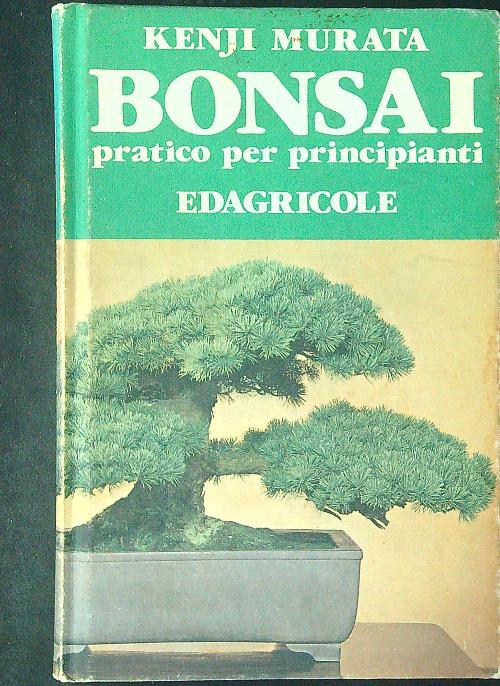 KENJI MURATA
BONSAI
pratico per principianti
EDAGRICOLE